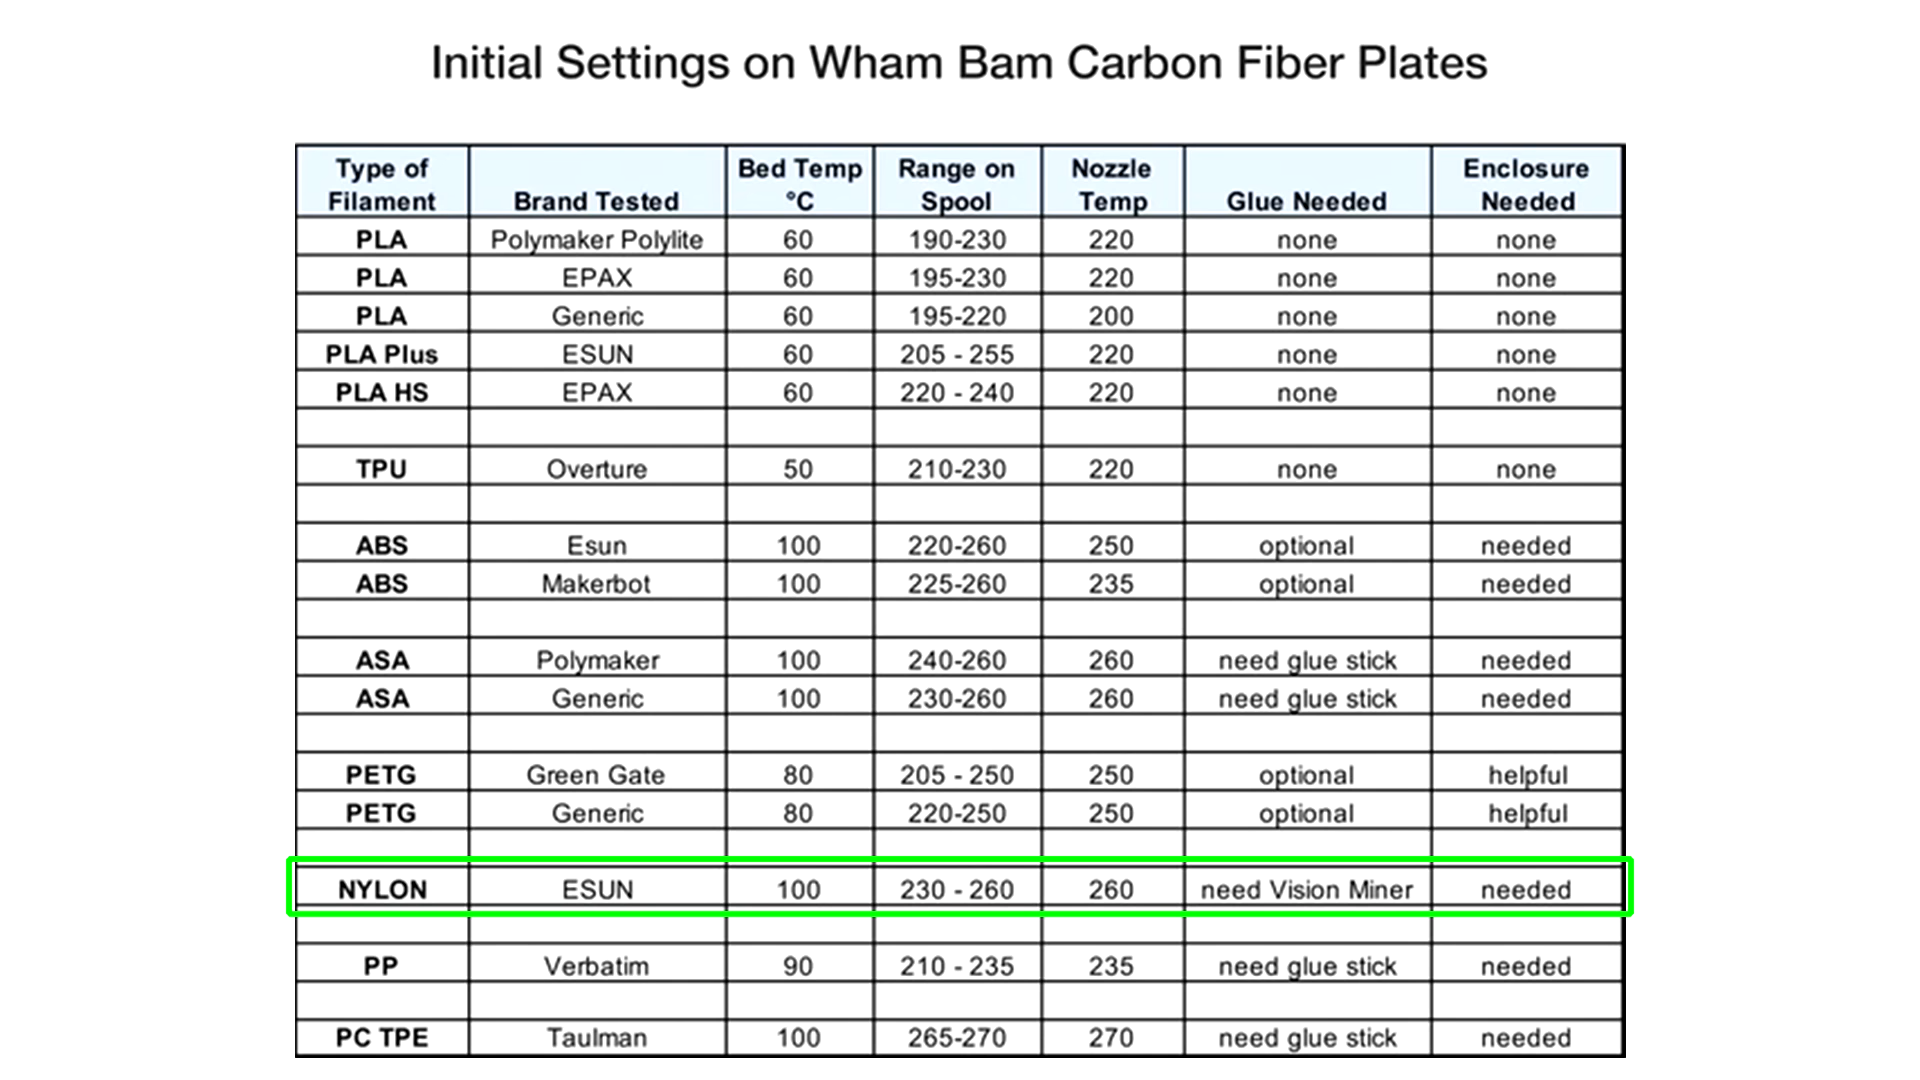 Initial Settings on Wham Bam Carbon Fiber Plates
Type of Filament Brand Tested Bed Temp °C Range on Spool Nozzle Temp Glue Needed Enclosure Needed
PLA Polymaker Polylite 60 190-230 220 none none
PLA EPAX 60 195-230 220 none none
PLA Generic 60 195-220 200 none none
PLA Plus ESUN 60 205 - 255 220 none none
PLA HS EPAX 60 220 - 240 220 none none
TPU Overture 50 210-230 220 none none
ABS Esun 100 220-260 250 optional needed
ABS Makerbot 100 225-260 235 optional needed
ASA Polymaker 100 240-260 260 need glue stick needed
ASA Generic 100 230-260 260 need glue stick needed
PETG Green Gate 80 205 - 250 250 optional helpful
PETG Generic 80 220-250 250 optional helpful
NYLON ESUN 100 230 - 260 260 need Vision Miner needed
PP Verbatim 90 210 - 235 235 need glue stick needed
PC TPE Taulman 100 265-270 270 need glue stick needed